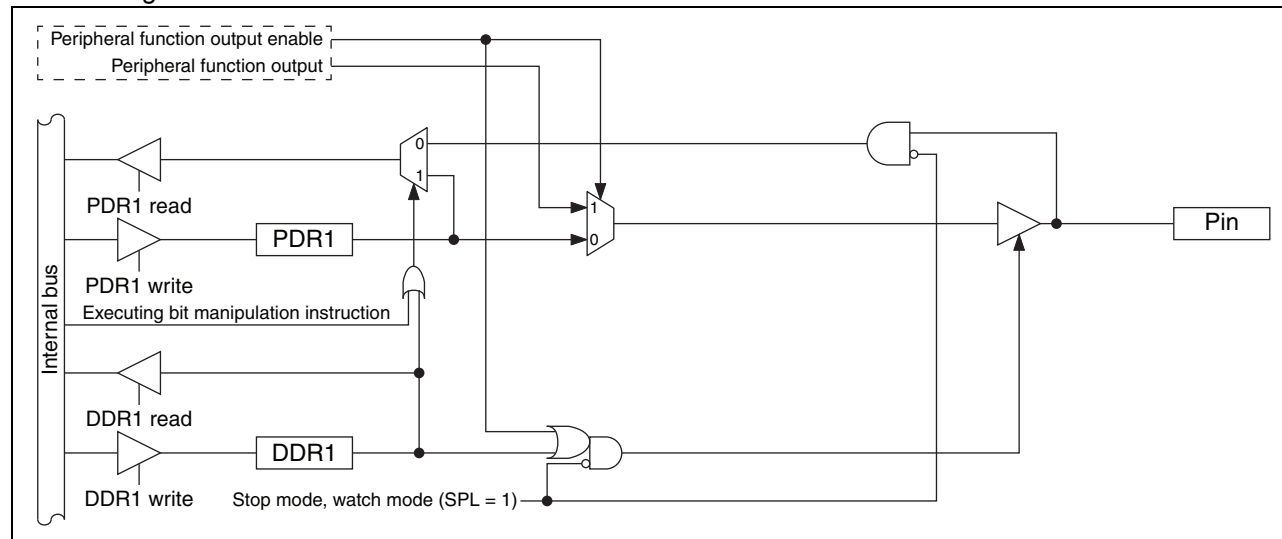 Peripheral function output enable
Peripheral function output
0
1
PDR1 read
1
Pin
PDR1
0
PDR1 write
Executing bit manipulation instruction
Internal bus
DDR1 read
DDR1
DDR1 write
Stop mode, watch mode (SPL = 1)